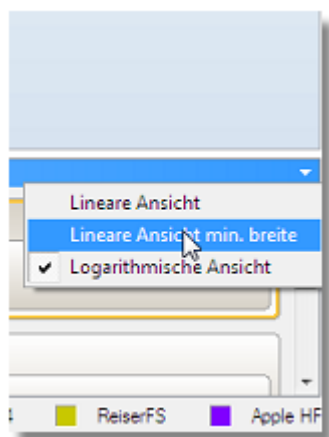 Lineare Ansicht
Lineare Ansicht min. breite
Logarithmische Ansicht
ReiserFS Apple HF